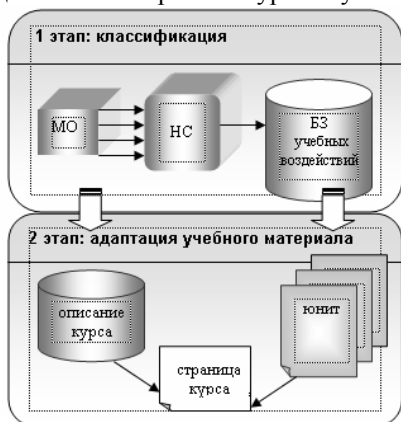 1 этап: классификация
МО
НС
БЗ
учебных
воздействий
2 этап: адаптация учебного материала
описание
курса
юнит
страница
курса